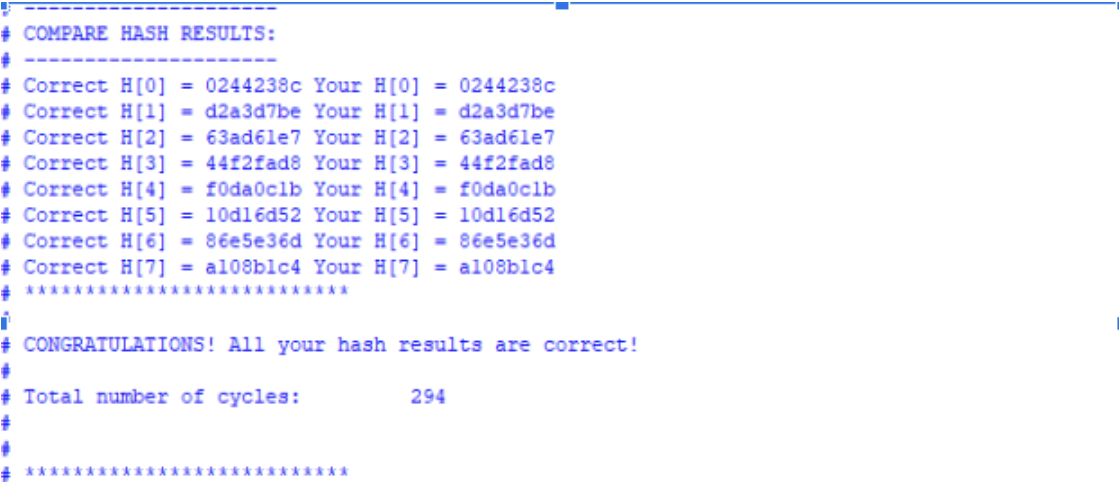 # ---------------------
# COMPARE HASH RESULTS:
# ---------------------
# Correct H[0] = 0244238c Your H[0] = 0244238c
# Correct H[1] = d2a3d7be Your H[1] = d2a3d7be
# Correct H[2] = 63ad61e7 Your H[2] = 63ad61e7
# Correct H[3] = 44f2fad8 Your H[3] = 44f2fad8
# Correct H[4] = f0da0c1b Your H[4] = f0da0c1b
# Correct H[5] = 10d16d52 Your H[5] = 10d16d52
# Correct H[6] = 86e5e36d Your H[6] = 86e5e36d
# Correct H[7] = a108b1c4 Your H[7] = a108b1c4
# ***************************
#
# CONGRATULATIONS! All your hash results are correct!
#
# Total number of cycles:         294
#
#
# ***************************